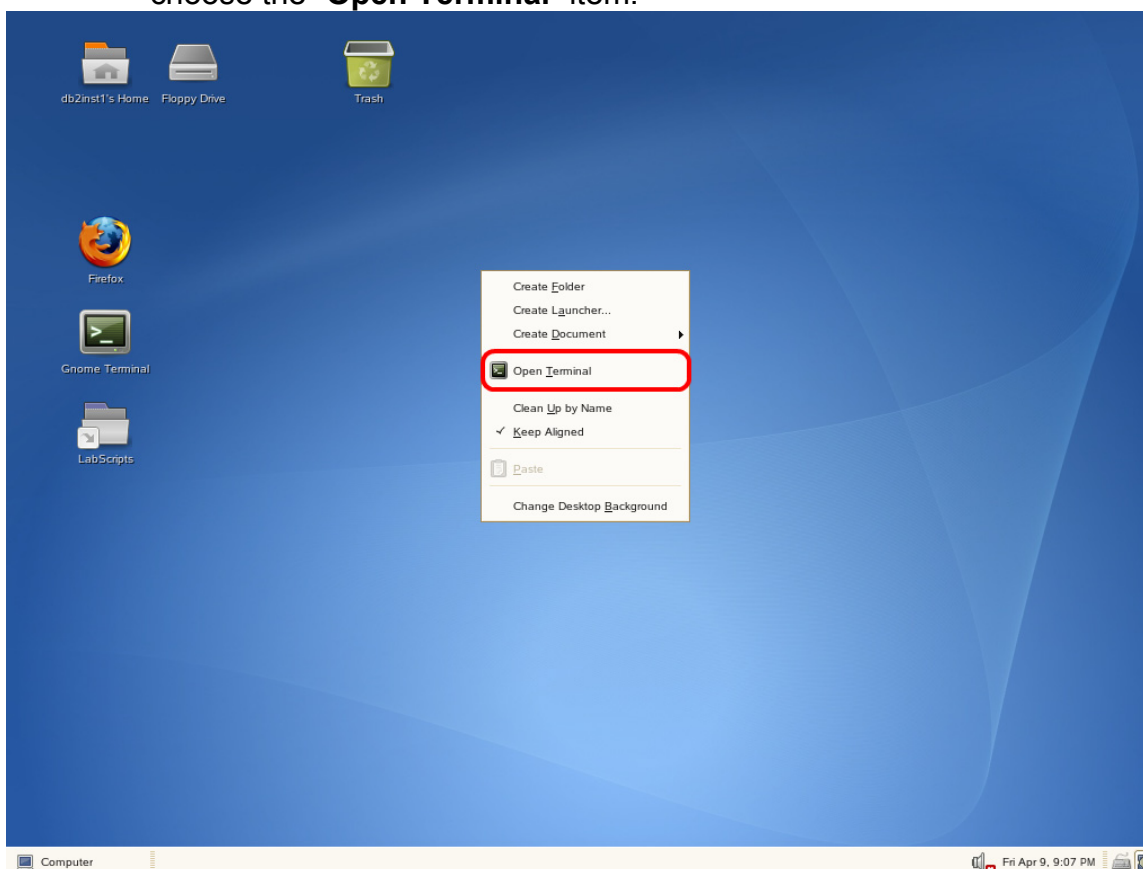 choose the "Open Terminal" item.
db2inst1's Home
Floppy Drive
Trash
Firefox
Gnome Terminal
LabScripts
Create Folder
Create Launcher...
Create Document
Open Terminal
Clean Up by Name
Keep Aligned
Paste
Change Desktop Background
Computer
Fri Apr 9, 9:07 PM